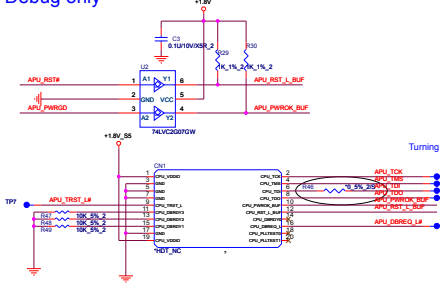 Debug only
+1.8V
C3
0.1U/10V/X5R_2
R29
R30
1K_1%_2
1K_1%_2
U2
APU_RST#
1
A1
Y1
6
APU_RST_L_BUF
2
GND
VCC
5
APU_PWRGD
3
A2
Y2
4
APU_PWROK_BUF
74LVC2G07GW
+1.8V_S5
Turning
CN1
1
CPU_VDDIO
CPU_TCK
2
APU_TCK
3
GND
CPU_TMS
4
APU_TMS
5
GND
CPU_TDI
6
R46
*0_5%_2/S
APU_TDI
7
GND
CPU_TDO
8
APU_TDO
TP7
APU_TRST_L#
9
CPU_TRST_L
CPU_PWROK_BUF
10
APU_PWROK_BUF
R47
10K_5%_2
11
CPU_DBRDY3
CPU_RST_L_BUF
12
APU_RST_L_BUF
R48
10K_5%_2
13
CPU_DBRDY2
CPU_DBRDY0
14
R49
10K_5%_2
15
CPU_DBRDY1
CPU_DBREQ_L
16
APU_DBREQ_L#
17
GND
CPU_PLLTEST0
18
19
CPU_VDDIO
CPU_PLLTEST1
20
*HDT_NC